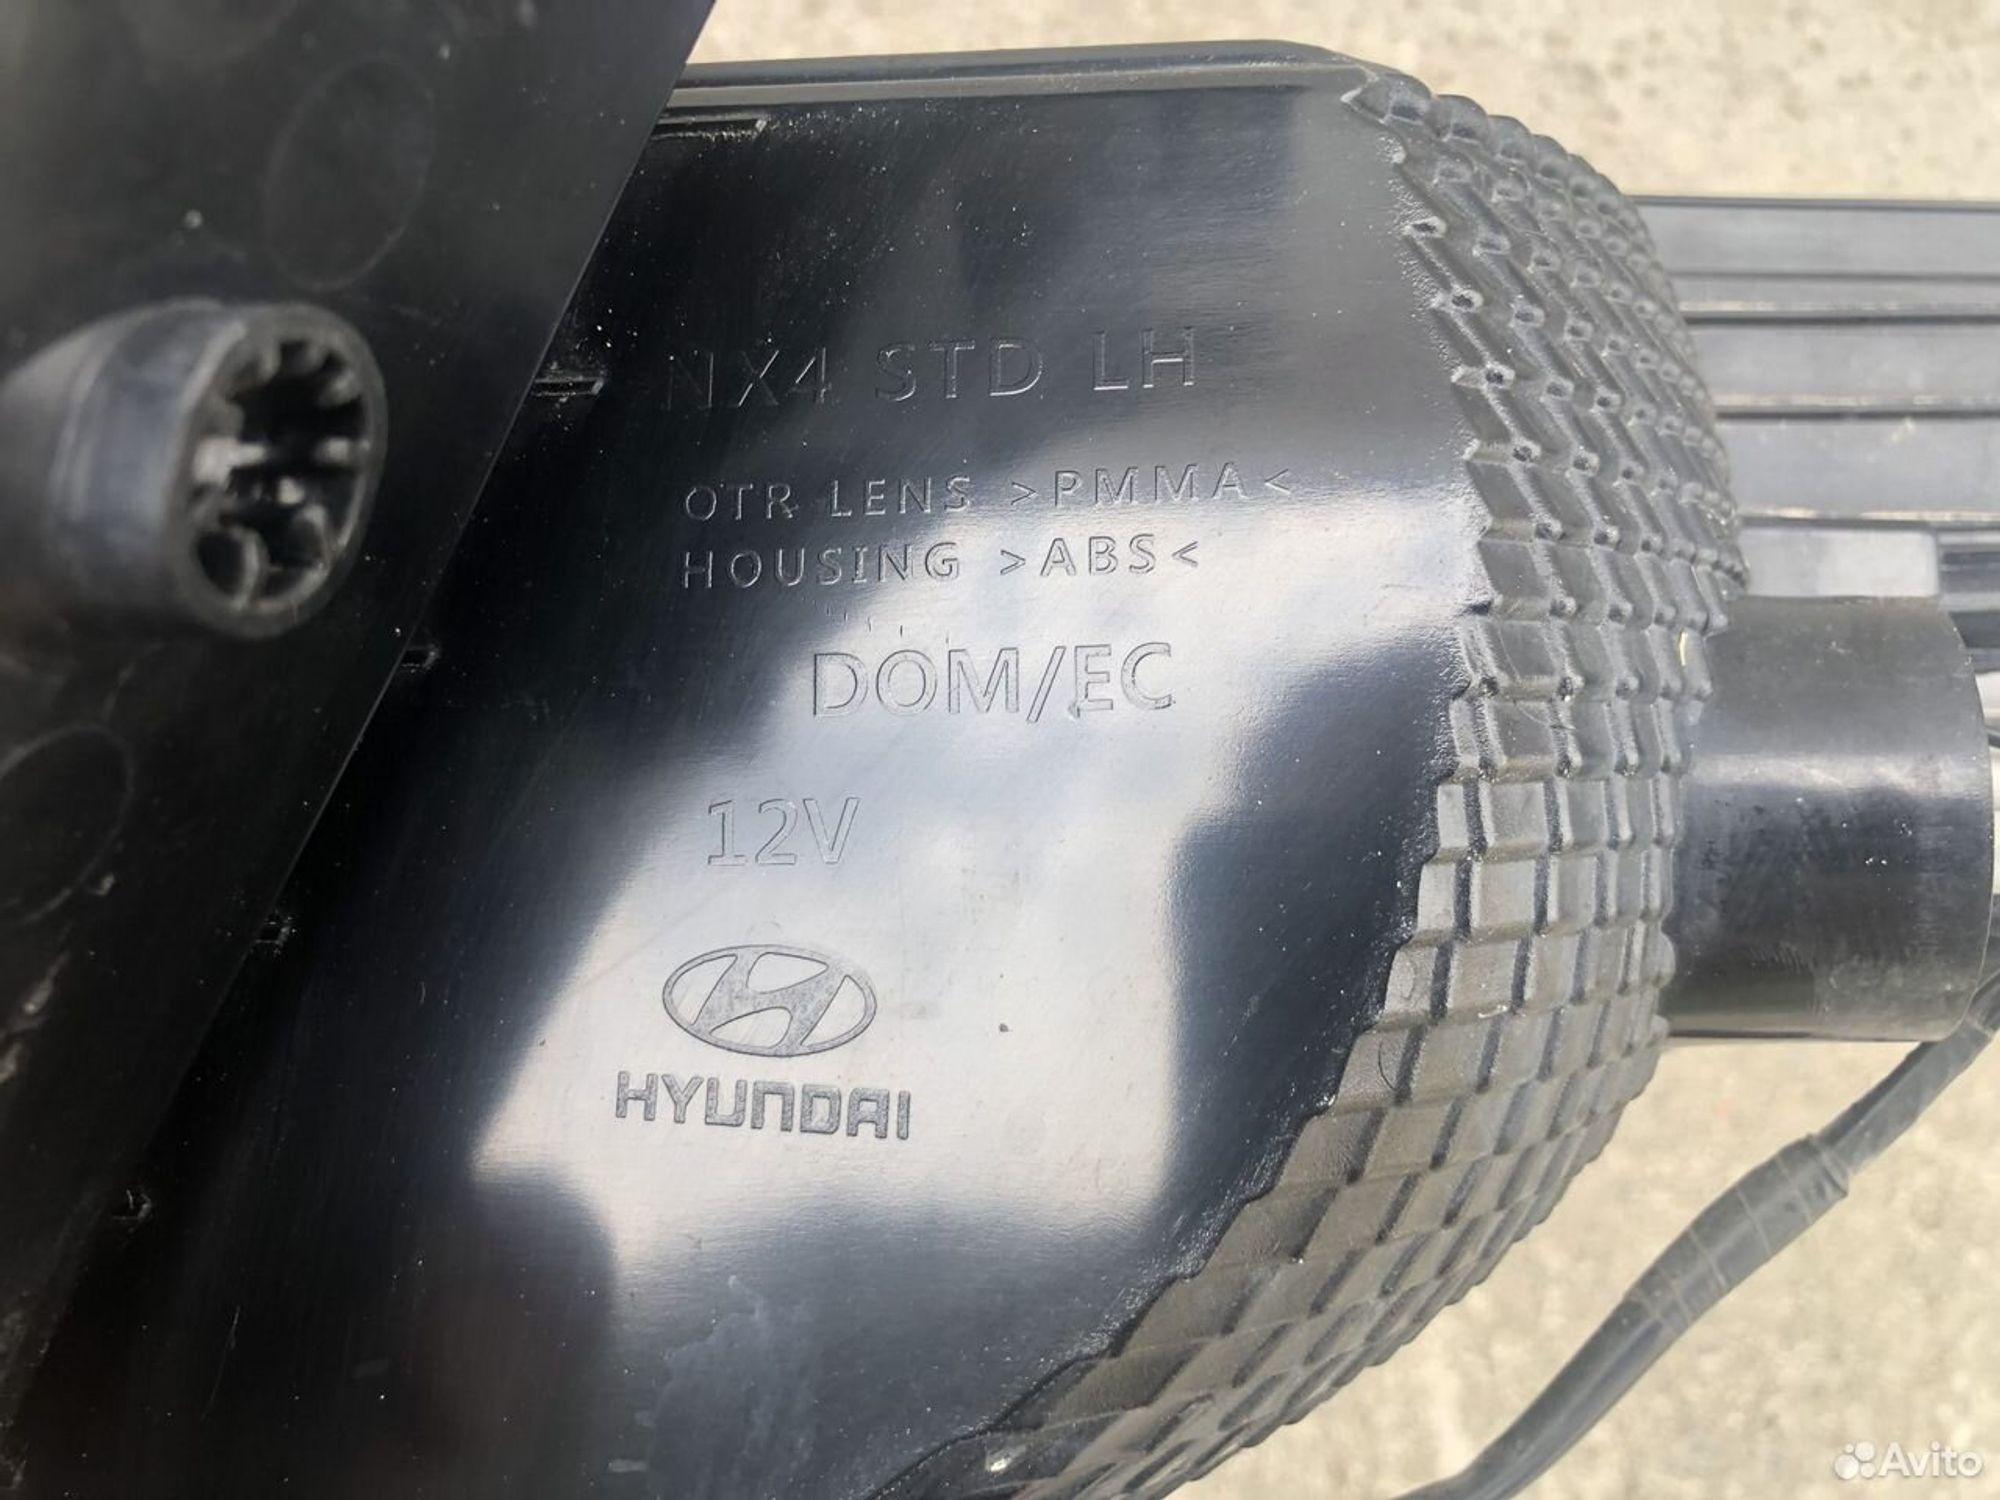 NX4 STD LH
OTR LENS >PMMA<
HOUSING >ABS<
DOM/EC
12V
HYUNDAI
Avito